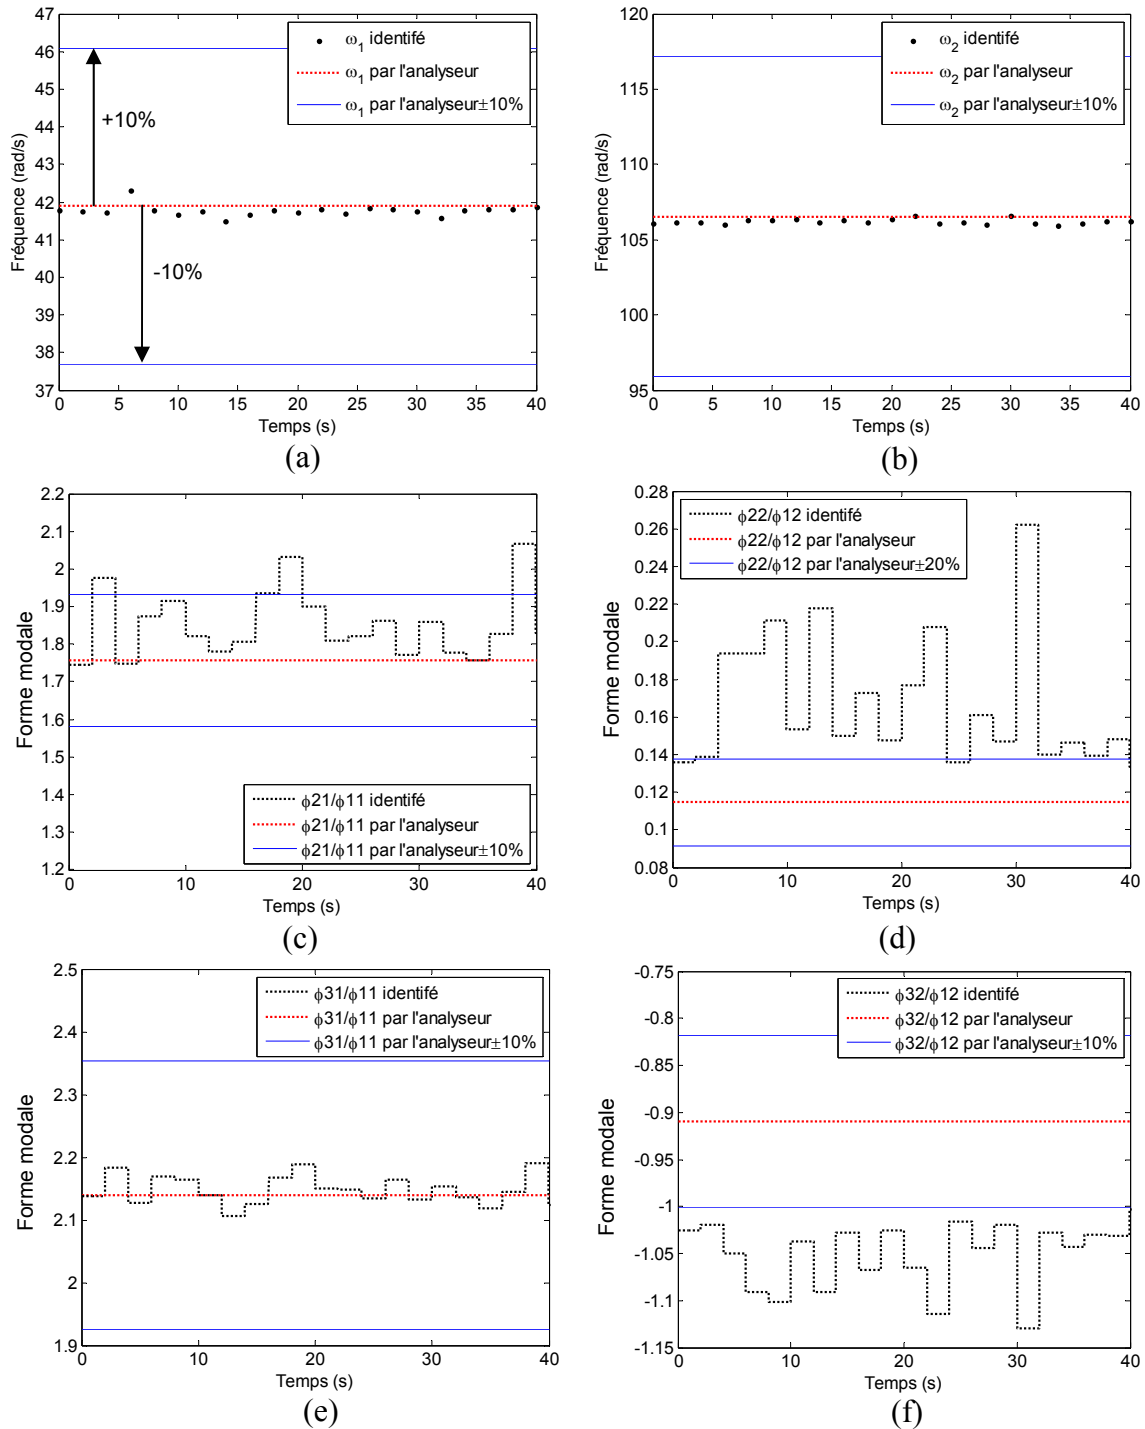 47
46
45
44
43
42
41
40
39
38
37
Fréquence (rad/s)
+10%
-10%
ω1 identifé
ω1 par l'analyseur
ω1 par l'analyseur±10%
0 5 10 15 20 25 30 35 40
Temps (s)
(a)
120
115
110
105
100
95
Fréquence (rad/s)
ω2 identifé
ω2 par l'analyseur
ω2 par l'analyseur±10%
0 5 10 15 20 25 30 35 40
Temps (s)
(b)
2.2
2.1
2
1.9
1.8
1.7
1.6
1.5
1.4
1.3
1.2
Forme modale
ϕ21/ϕ11 identifé
ϕ21/ϕ11 par l'analyseur
ϕ21/ϕ11 par l'analyseur±10%
0 10 20 30 40
Temps (s)
(c)
0.28
0.26
0.24
0.22
0.2
0.18
0.16
0.14
0.12
0.1
0.08
Forme modale
ϕ22/ϕ12 identifé
ϕ22/ϕ12 par l'analyseur
ϕ22/ϕ12 par l'analyseur±20%
0 10 20 30 40
Temps (s)
(d)
2.5
2.4
2.3
2.2
2.1
2
1.9
Forme modale
ϕ31/ϕ11 identifé
ϕ31/ϕ11 par l'analyseur
ϕ31/ϕ11 par l'analyseur±10%
0 10 20 30 40
Temps (s)
(e)
-0.75
-0.8
-0.85
-0.9
-0.95
-1
-1.05
-1.1
-1.15
Forme modale
ϕ32/ϕ12 identifé
ϕ32/ϕ12 par l'analyseur
ϕ32/ϕ12 par l'analyseur±10%
0 10 20 30 40
Temps (s)
(f)